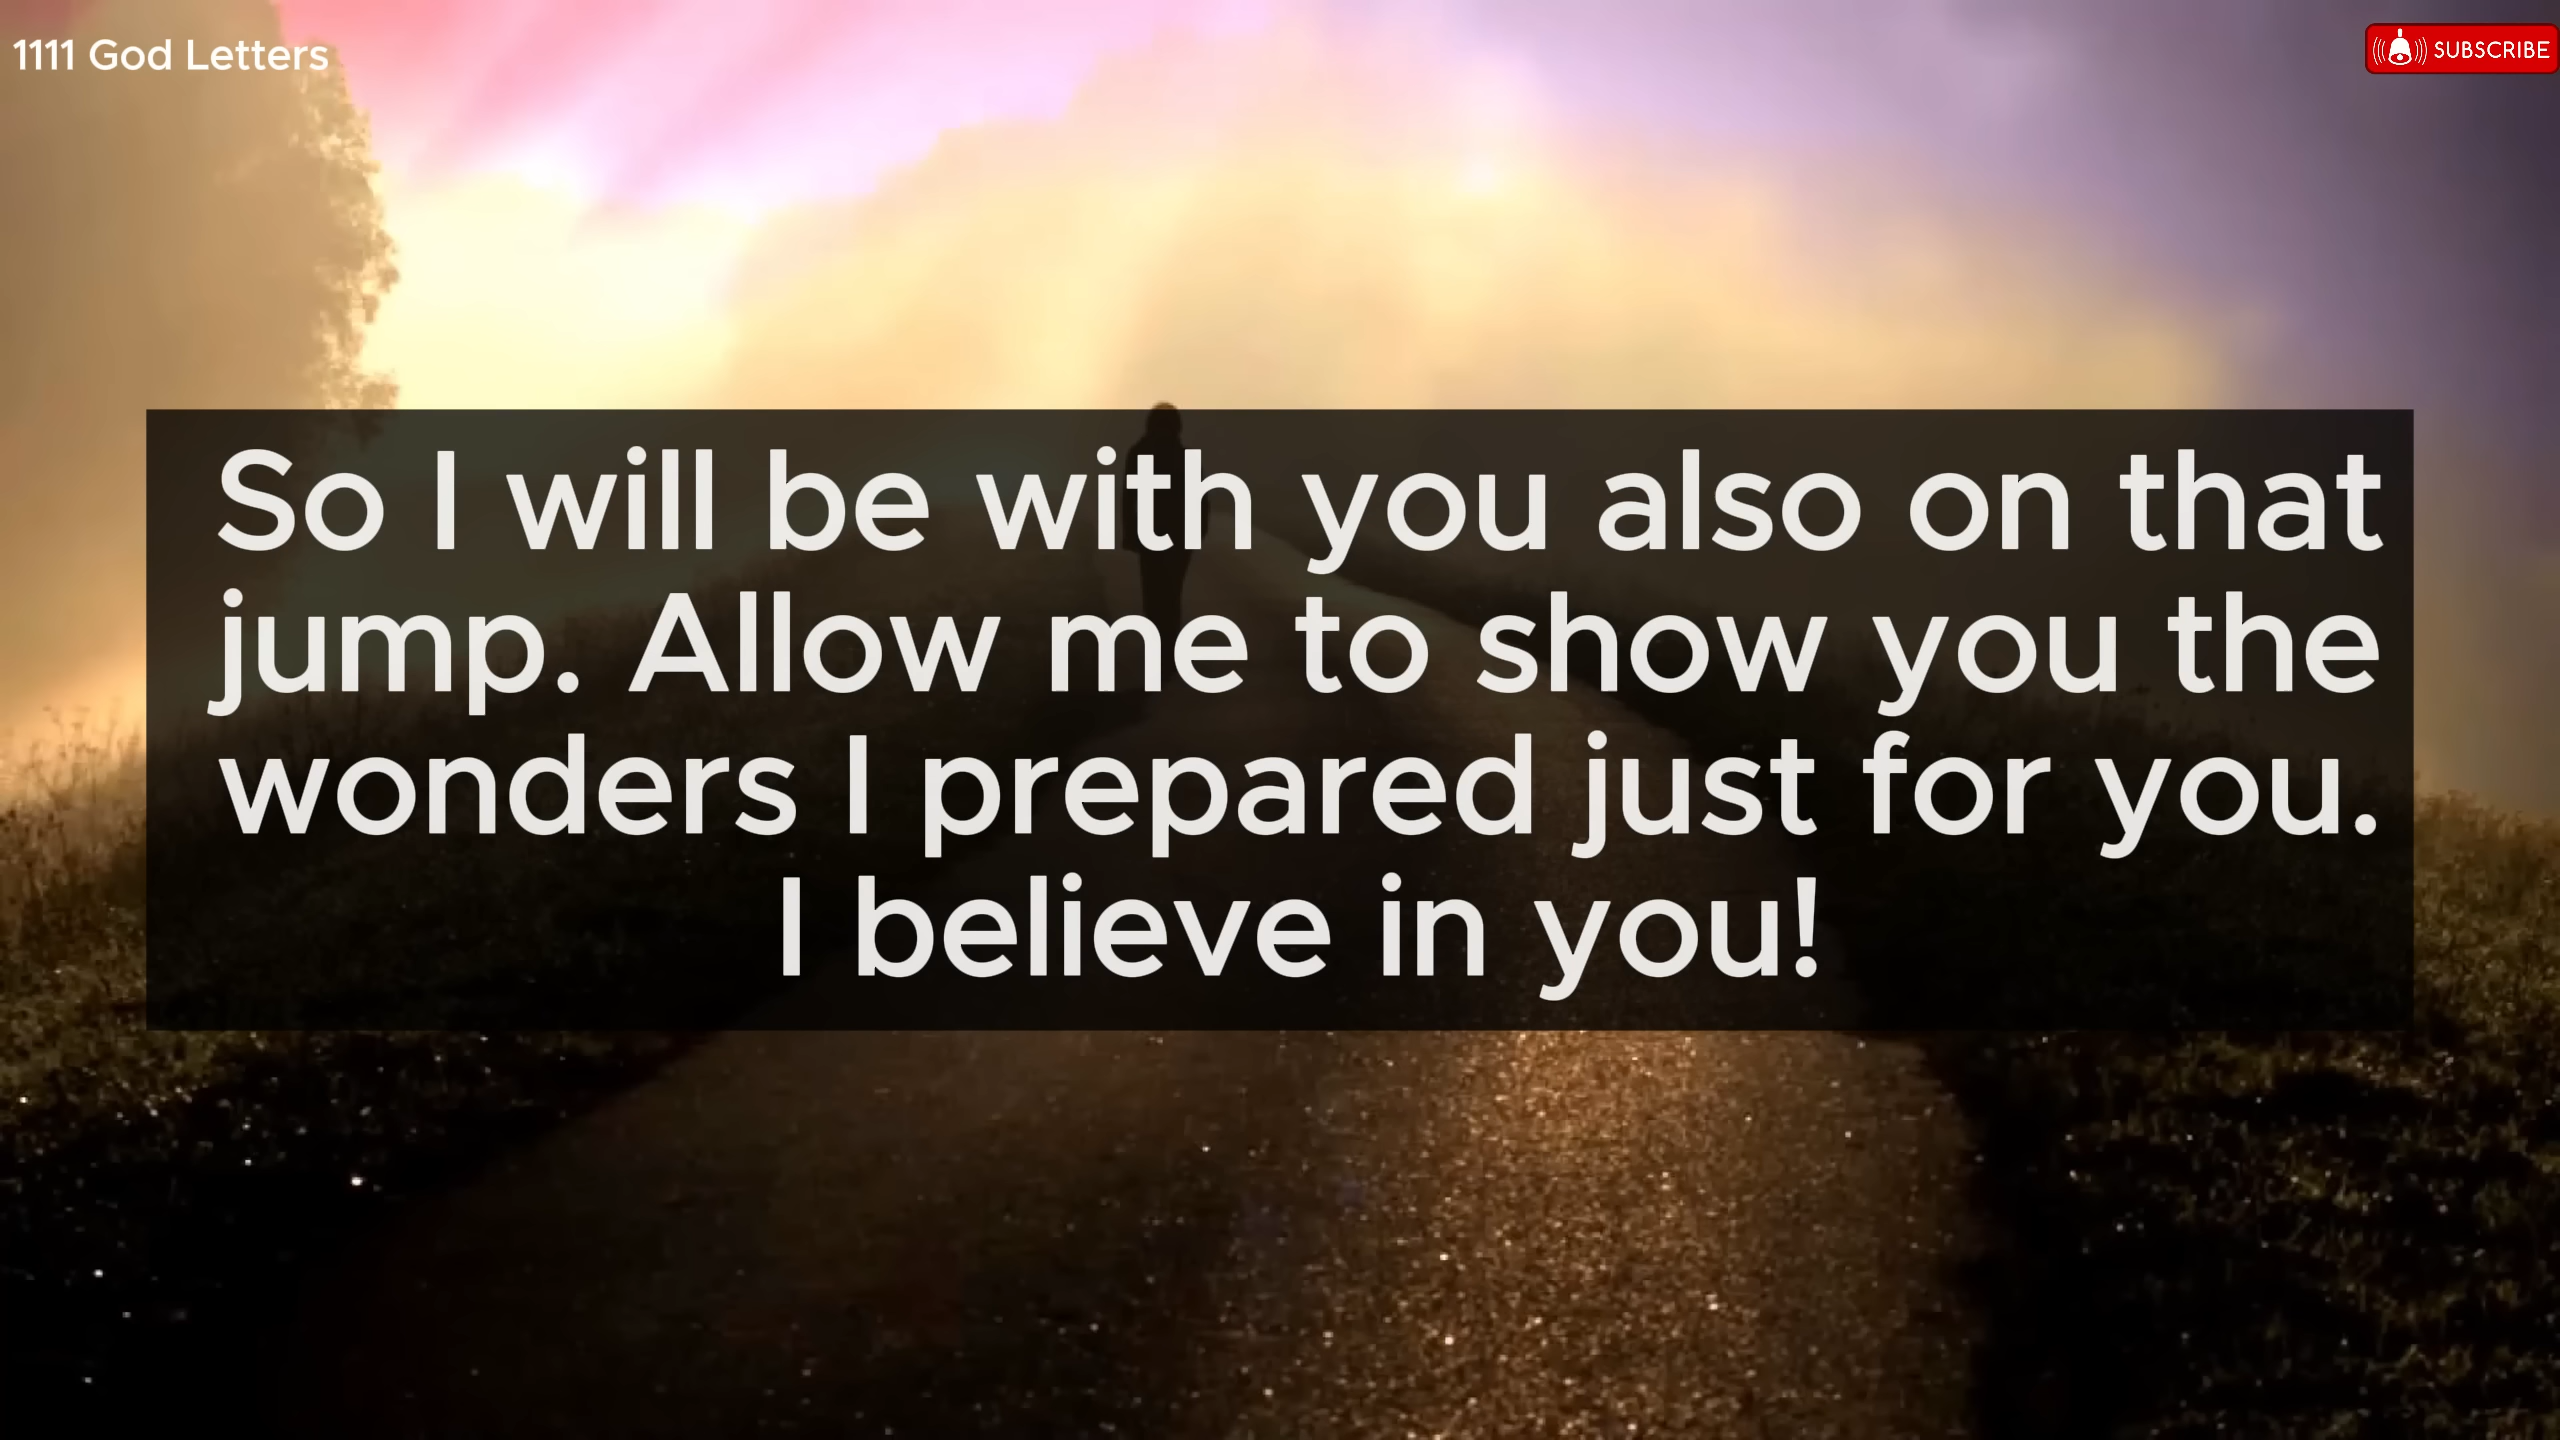 1111 God Letters
SUBSCRIBE
So I will be with you also on that
jump. Allow me to show you the
wonders I prepared just for you.
I believe in you!